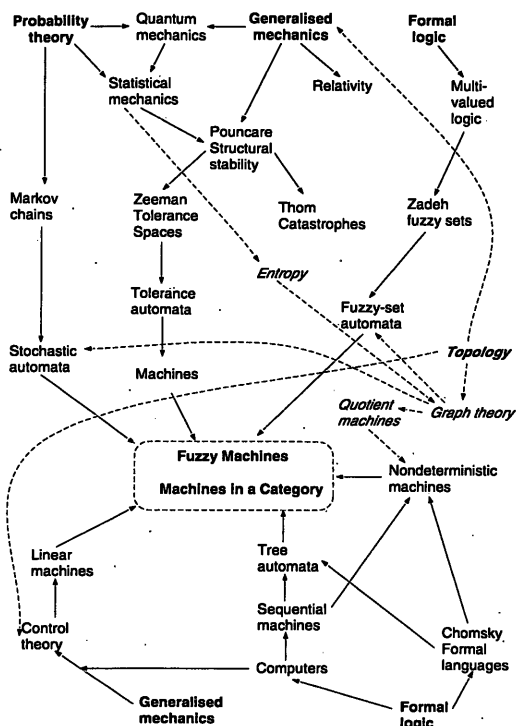 Probability
theory
Quantum
mechanics
Generalised
mechanics
Formal
logic
Statistical
mechanics
Relativity
Multi-
valued
logic
Pouncare
Structural
stability
Markov
chains
Zeeman
Tolerance
Spaces
Thom
Catastrophes
Zadeh
fuzzy sets
Entropy
Tolerance
automata
Fuzzy-set
automata
Stochastic
automata
Topology
Machines
Quotient
machines
Graph theory
Fuzzy Machines
Machines in a Category
Nondeterministic
machines
Linear
machines
Tree
automata
Sequential
machines
Control
theory
Chomsky
Formal
languages
Computers
Generalised
mechanics
Formal
logic